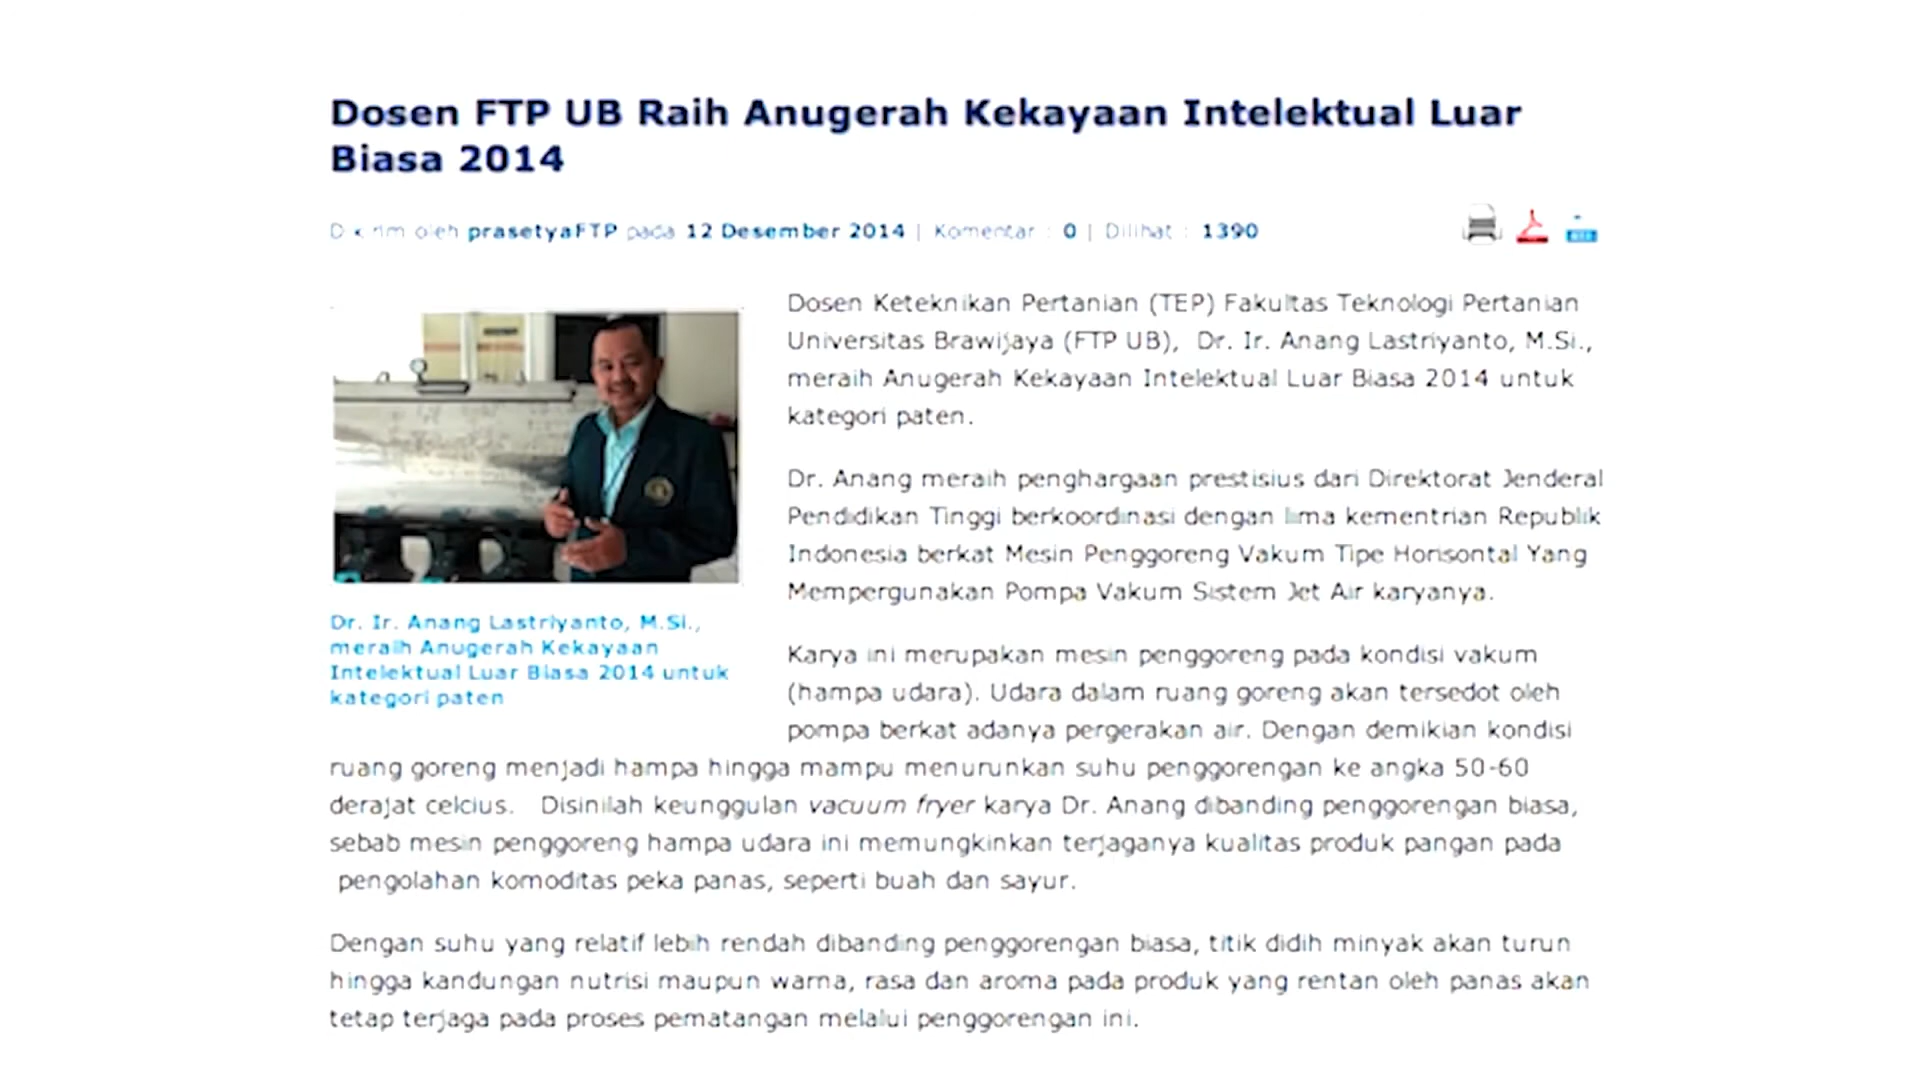 Dosen FTP UB Raih Anugerah Kekayaan Intelektual Luar
Biasa 2014
Dikirim oleh prasetyaFTP pada 12 Desember 2014 | Komentar : 0 | Dilihat : 1390
Dr. Ir. Anang Lastriyanto, M.Si.,
meraih Anugerah Kekayaan
Intelektual Luar Biasa 2014 untuk
kategori paten
Dosen Keteknikan Pertanian (TEP) Fakultas Teknologi Pertanian
Universitas Brawijaya (FTP UB),  Dr. Ir. Anang Lastriyanto, M.Si.,
meraih Anugerah Kekayaan Intelektual Luar Biasa 2014 untuk
kategori paten.
Dr. Anang meraih penghargaan prestisius dari Direktorat Jenderal
Pendidikan Tinggi berkoordinasi dengan lima kementrian Republik
Indonesia berkat Mesin Penggoreng Vakum Tipe Horisontal Yang
Mempergunakan Pompa Vakum Sistem Jet Air karyanya.
Karya ini merupakan mesin penggoreng pada kondisi vakum
(hampa udara). Udara dalam ruang goreng akan tersedot oleh
pompa berkat adanya pergerakan air. Dengan demikian kondisi
ruang goreng menjadi hampa hingga mampu menurunkan suhu penggorengan ke angka 50-60
derajat celcius.   Disinilah keunggulan vacuum fryer karya Dr. Anang dibanding penggorengan biasa,
sebab mesin penggoreng hampa udara ini memungkinkan terjaganya kualitas produk pangan pada
pengolahan komoditas peka panas, seperti buah dan sayur.
Dengan suhu yang relatif lebih rendah dibanding penggorengan biasa, titik didih minyak akan turun
hingga kandungan nutrisi maupun warna, rasa dan aroma pada produk yang rentan oleh panas akan
tetap terjaga pada proses pematangan melalui penggorengan ini.